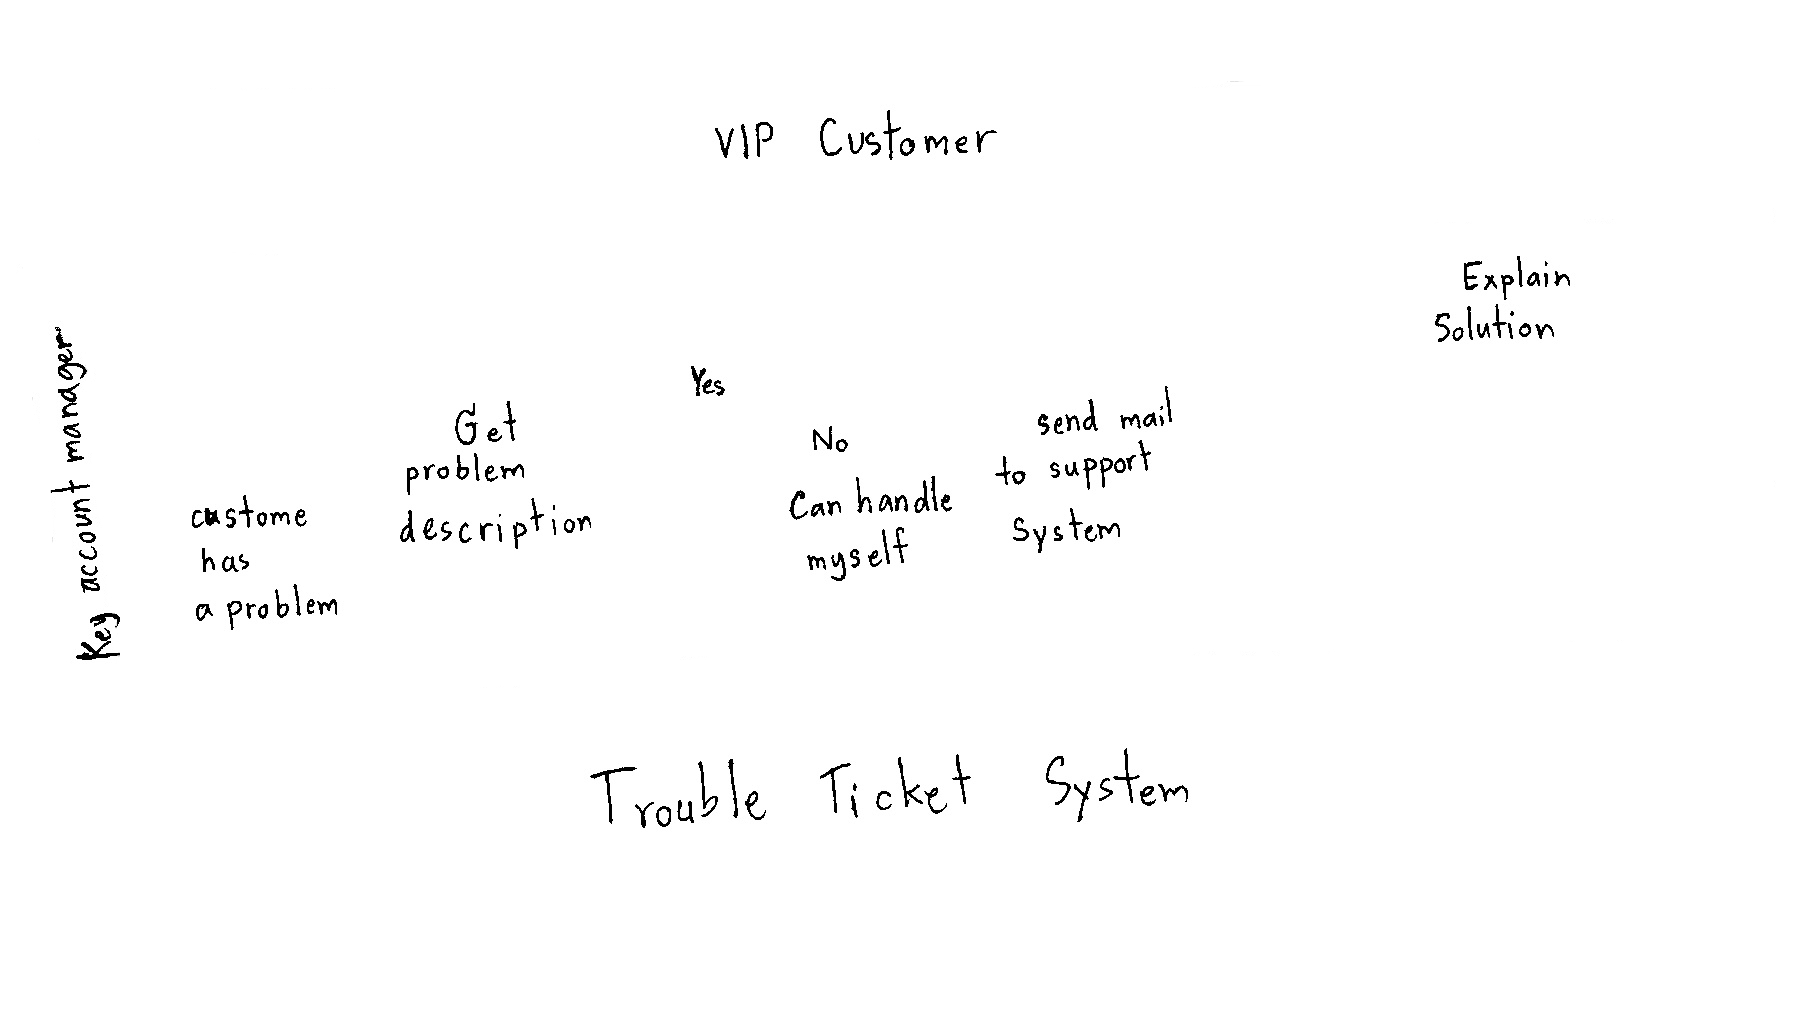 VIP Customer
Explain
Solution
Key account manager
Yes
Get
problem
description
No
send mail
to support
System
Can handle
myself
custome
has
a problem
Trouble Ticket System